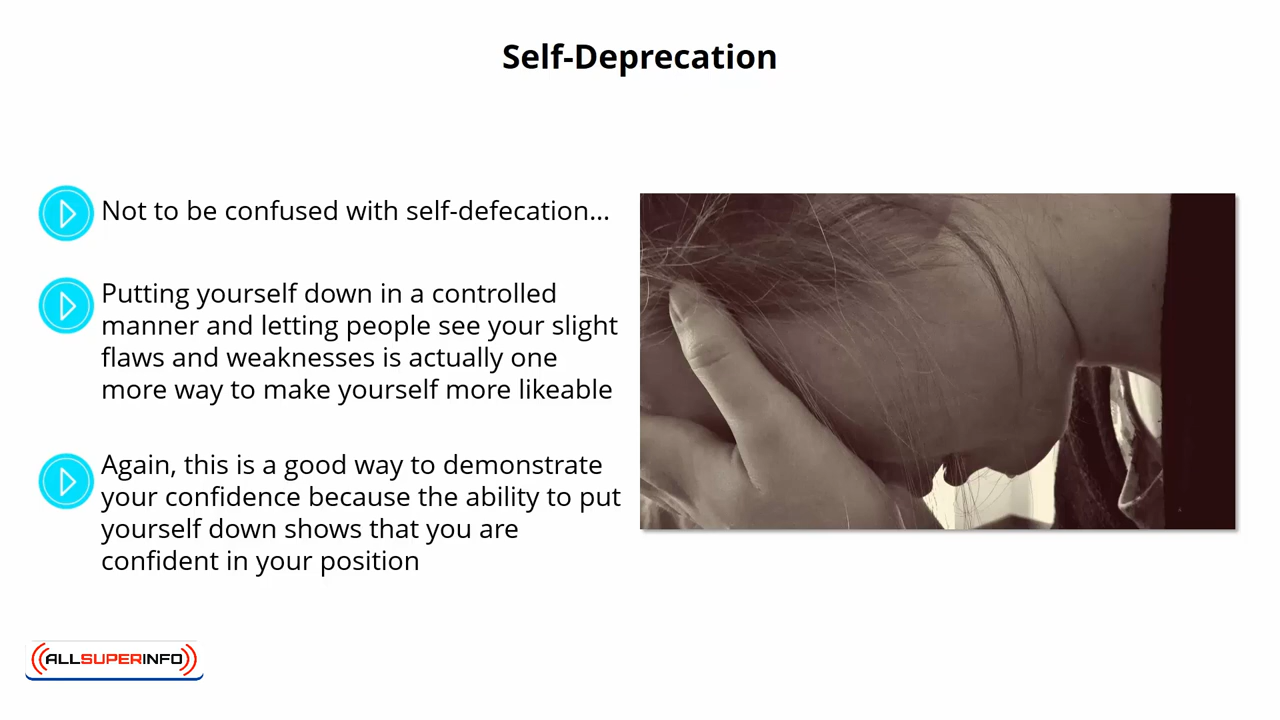 Self-Deprecation
Not to be confused with self-defecation...
Putting yourself down in a controlled
manner and letting people see your slight
flaws and weaknesses is actually one
more way to make yourself more likeable
Again, this is a good way to demonstrate
your confidence because the ability to put
yourself down shows that you are
confident in your position
ALLSUPERINFO